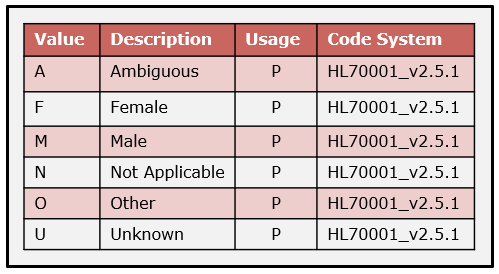 Value Description Usage Code System
A Ambiguous P HL70001_v2.5.1
F Female P HL70001_v2.5.1
M Male P HL70001_v2.5.1
N Not Applicable P HL70001_v2.5.1
O Other P HL70001_v2.5.1
U Unknown P HL70001_v2.5.1